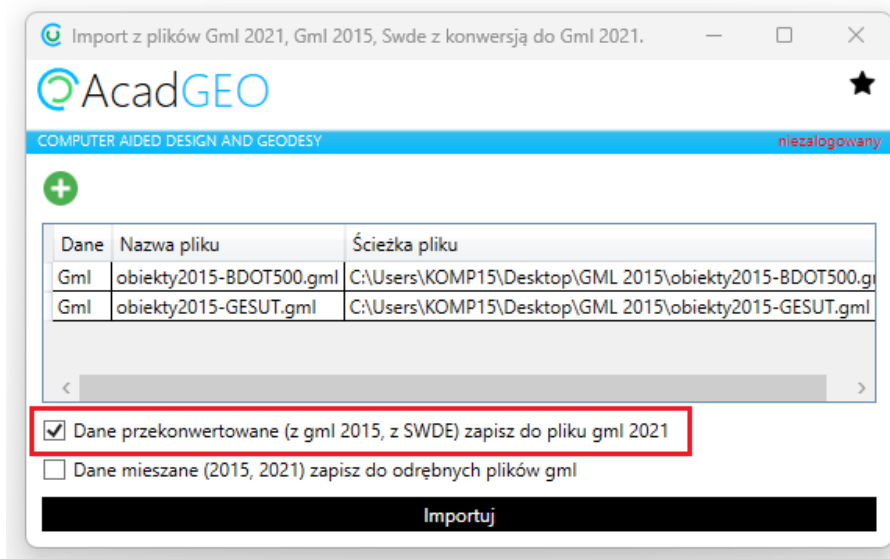 Import z plików Gml 2021, Gml 2015, Swde z konwersją do Gml 2021.
AcadGEO
COMPUTER AIDED DESIGN AND GEODESY niezalogowany
Dane Nazwa pliku Ścieżka pliku
Gml obiekty2015-BDOT500.gml C:\Users\KOMP15\Desktop\GML 2015\obiekty2015-BDOT500.g
Gml obiekty2015-GESUT.gml C:\Users\KOMP15\Desktop\GML 2015\obiekty2015-GESUT.gml
Dane przekonwertowane (z gml 2015, z SWDE) zapisz do pliku gml 2021
Dane mieszane (2015, 2021) zapisz do odrębnych plików gml
Importuj